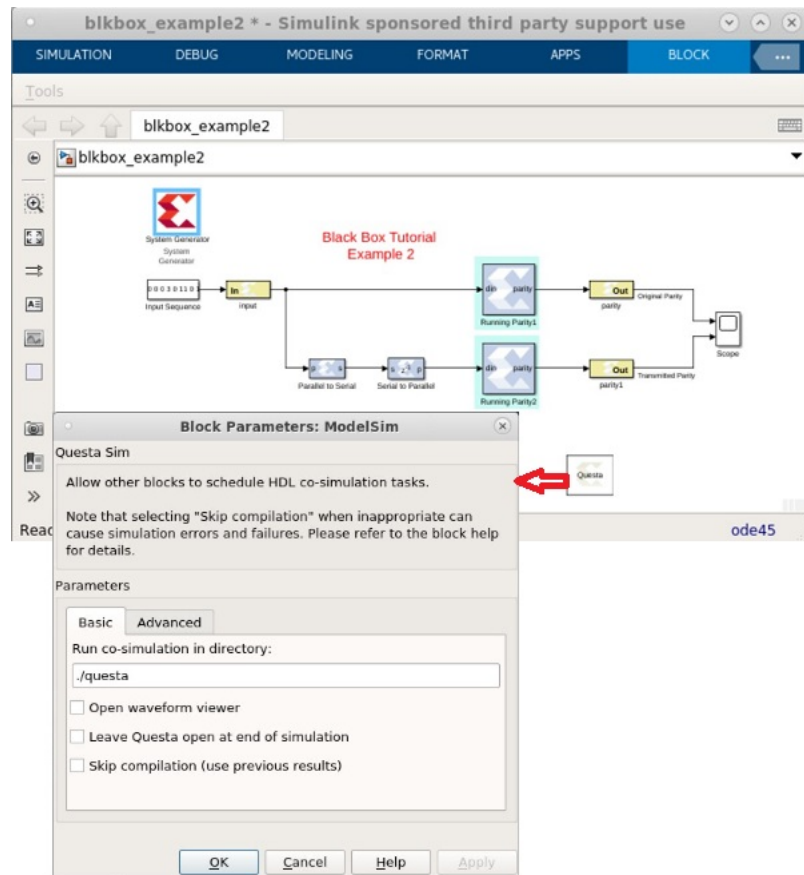 blkbox_example2 * - Simulink sponsored third party support use
SIMULATION DEBUG MODELING FORMAT APPS BLOCK ...
Tools
blkbox_example2
blkbox_example2
System Generator
System
Generator
Black Box Tutorial
Example 2
Input Sequence
In
input
din parity
Running Parity1
Out
parity
Original Parity
Scope
p s
Parallel to Serial
s p
Serial to Parallel
din parity
Running Parity2
Out
parity1
Transmitted Parity
Questa
Read
ode45
Block Parameters: ModelSim
Questa Sim
Allow other blocks to schedule HDL co-simulation tasks.
Note that selecting "Skip compilation" when inappropriate can
cause simulation errors and failures. Please refer to the block help
for details.
Parameters
Basic Advanced
Run co-simulation in directory:
./questa
Open waveform viewer
Leave Questa open at end of simulation
Skip compilation (use previous results)
OK Cancel Help Apply